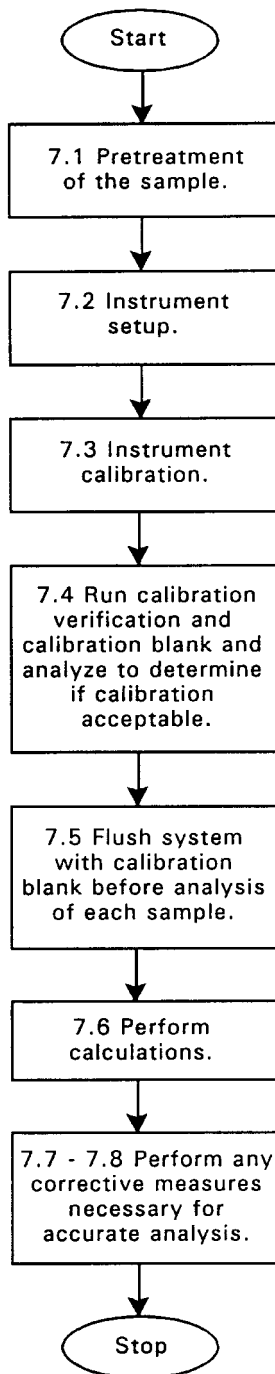 Start
7.1 Pretreatment
of the sample.
7.2 Instrument
setup.
7.3 Instrument
calibration.
7.4 Run calibration
verification and
calibration blank and
analyze to determine
if calibration
acceptable.
7.5 Flush system
with calibration
blank before analysis
of each sample.
7.6 Perform
calculations.
7.7 - 7.8 Perform any
corrective measures
necessary for
accurate analysis.
Stop